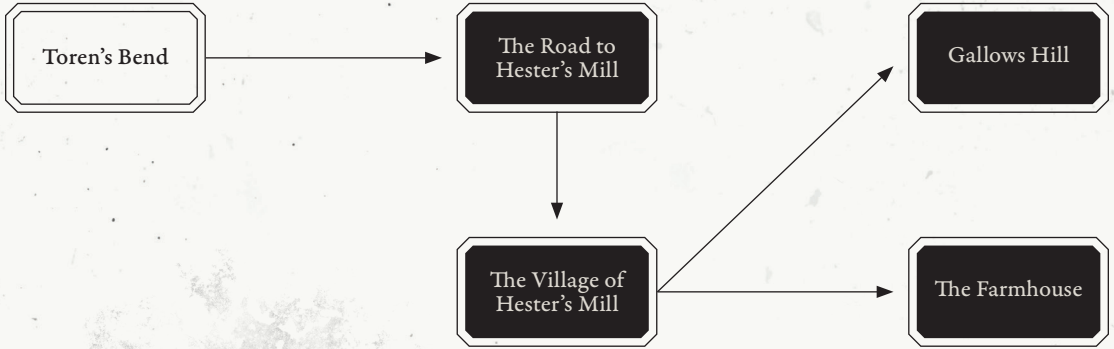 Toren’s Bend
The Road to
Hester’s Mill
Gallows Hill
The Village of
Hester’s Mill
The Farmhouse